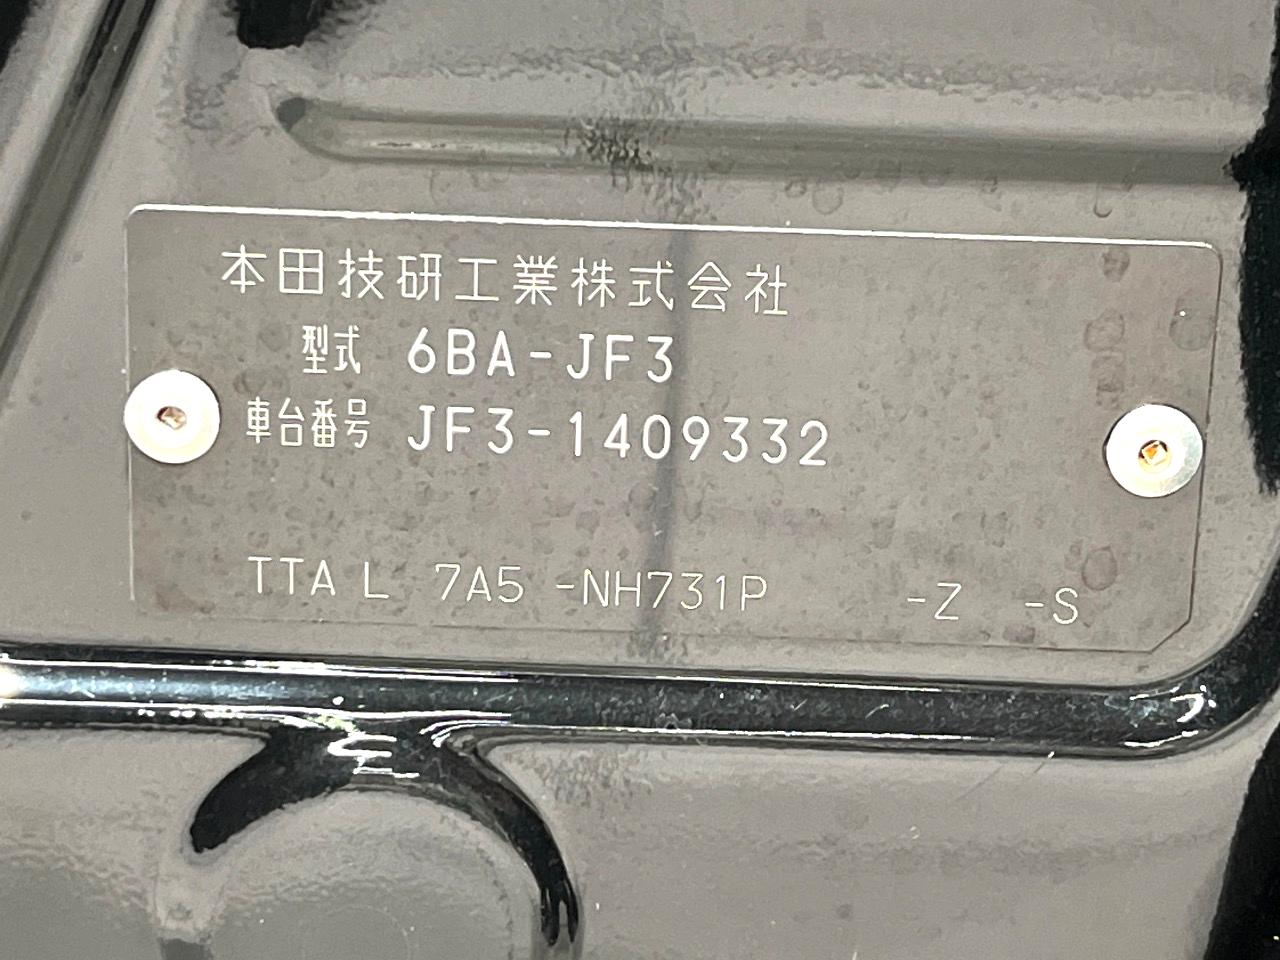 本田技研工業株式会社
型式 6BA-JF3
車台番号 JF3-1409332
TTA L 7A5 -NH731P -Z -S